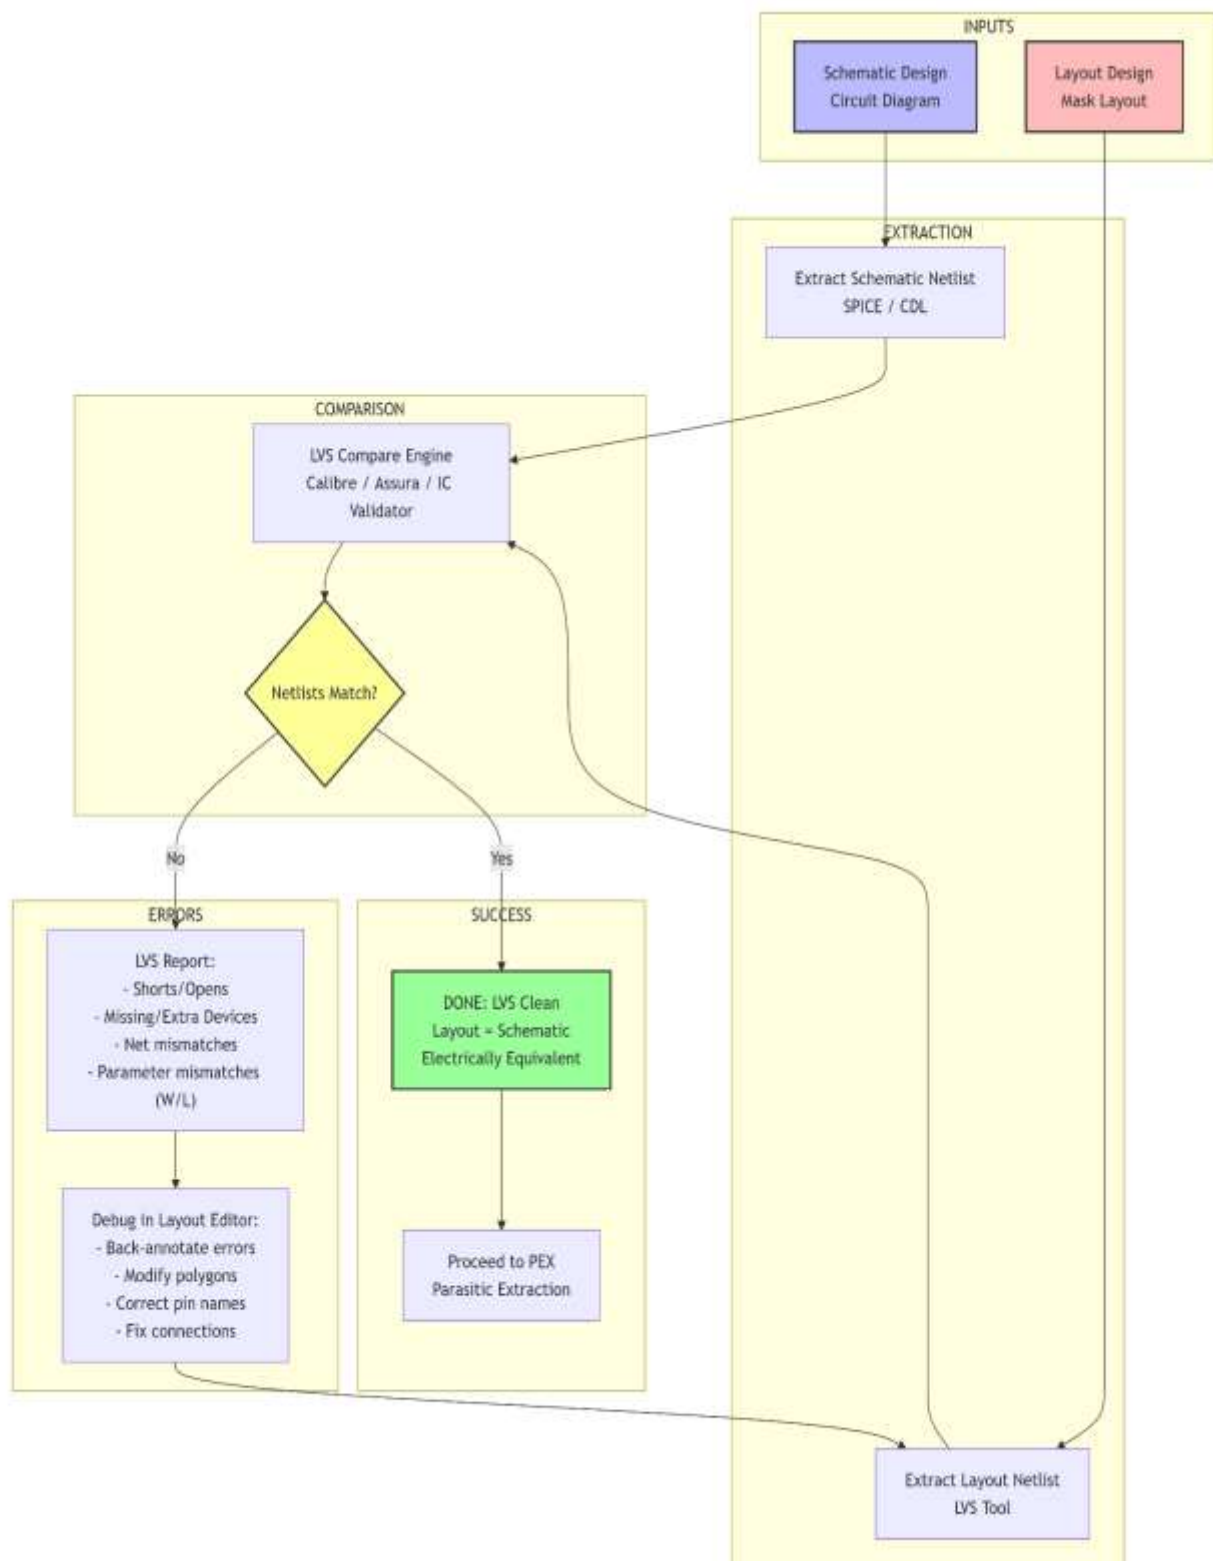 INPUTS
Schematic Design
Circuit Diagram
Layout Design
Mask Layout
EXTRACTION
Extract Schematic Netlist
SPICE / CDL
COMPARISON
LVS Compare Engine
Calibre / Assura / IC
Validator
Netlists Match?
No
Yes
ERRORS
LVS Report:
- Shorts/Opens
- Missing/Extra Devices
- Net mismatches
- Parameter mismatches
(W/L)
Debug in Layout Editor:
- Back-annotate errors
- Modify polygons
- Correct pin names
- Fix connections
SUCCESS
DONE: LVS Clean
Layout = Schematic
Electrically Equivalent
Proceed to PEX
Parasitic Extraction
Extract Layout Netlist
LVS Tool